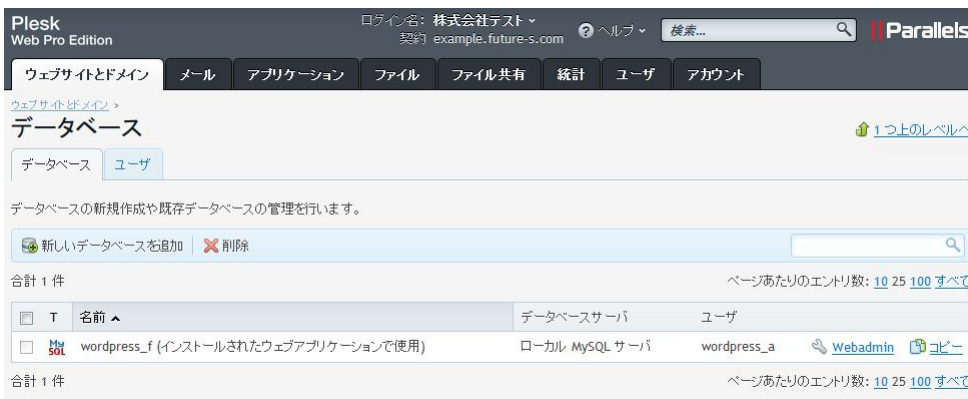 Plesk
Web Pro Edition
ログイン名: 株式会社テスト
契約 example.future-s.com
ヘルプ
検索...
Parallels
ウェブサイトとドメイン メール アプリケーション ファイル ファイル共有 統計 ユーザ アカウント
ウェブサイトとドメイン >
データベース
1 つ上のレベルへ
データベース ユーザ
データベースの新規作成や既存データベースの管理を行います。
新しいデータベースを追加 削除
合計 1 件 ページあたりのエントリ数: 10 25 100 すべて
T 名前 データベースサーバ ユーザ
My SQL wordpress_f (インストールされたウェブアプリケーションで使用) ローカル MySQL サーバ wordpress_a Webadmin コピー
合計 1 件 ページあたりのエントリ数: 10 25 100 すべて